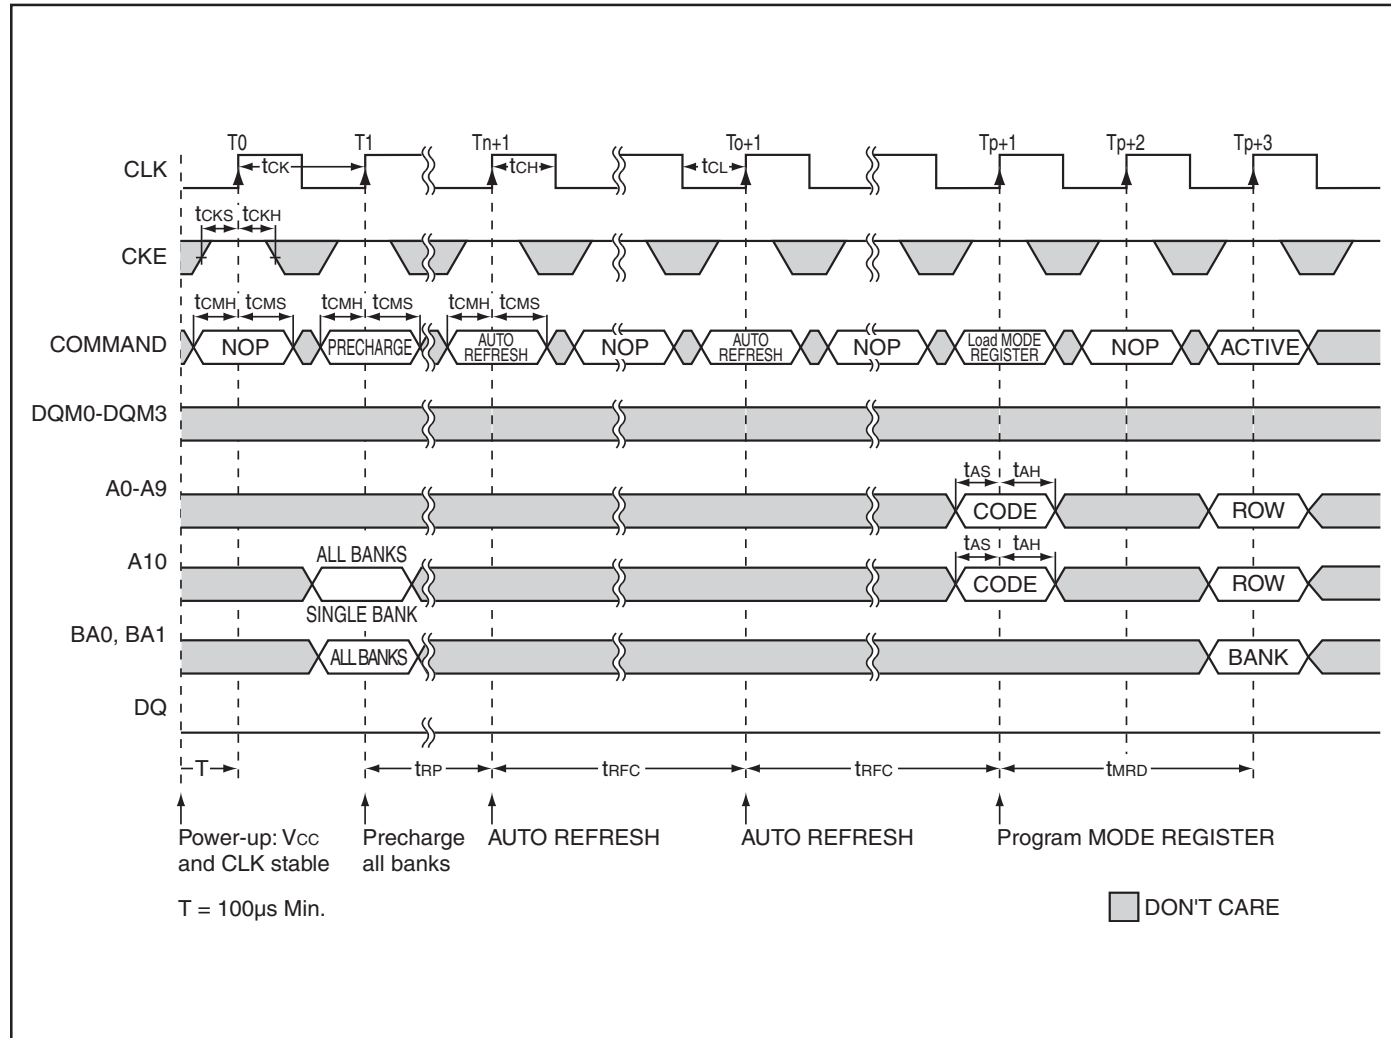 T0 T1 Tn+1 To+1 Tp+1 Tp+2 Tp+3
CLK tCK tCH tCL
tCKS tCKH
CKE
tCMH tCMS tCMH tCMS tCMH tCMS
COMMAND NOP PRECHARGE AUTO REFRESH NOP AUTO REFRESH NOP Load MODE REGISTER NOP ACTIVE
DQM0-DQM3
tAS tAH
A0-A9 CODE ROW
ALL BANKS tAS tAH
A10 CODE ROW
SINGLE BANK
BA0, BA1 ALL BANKS BANK
DQ
T tRP tRFC tRFC tMRD
Power-up: VCC and CLK stable
Precharge all banks
AUTO REFRESH
AUTO REFRESH
Program MODE REGISTER
T = 100µs Min.
DON'T CARE